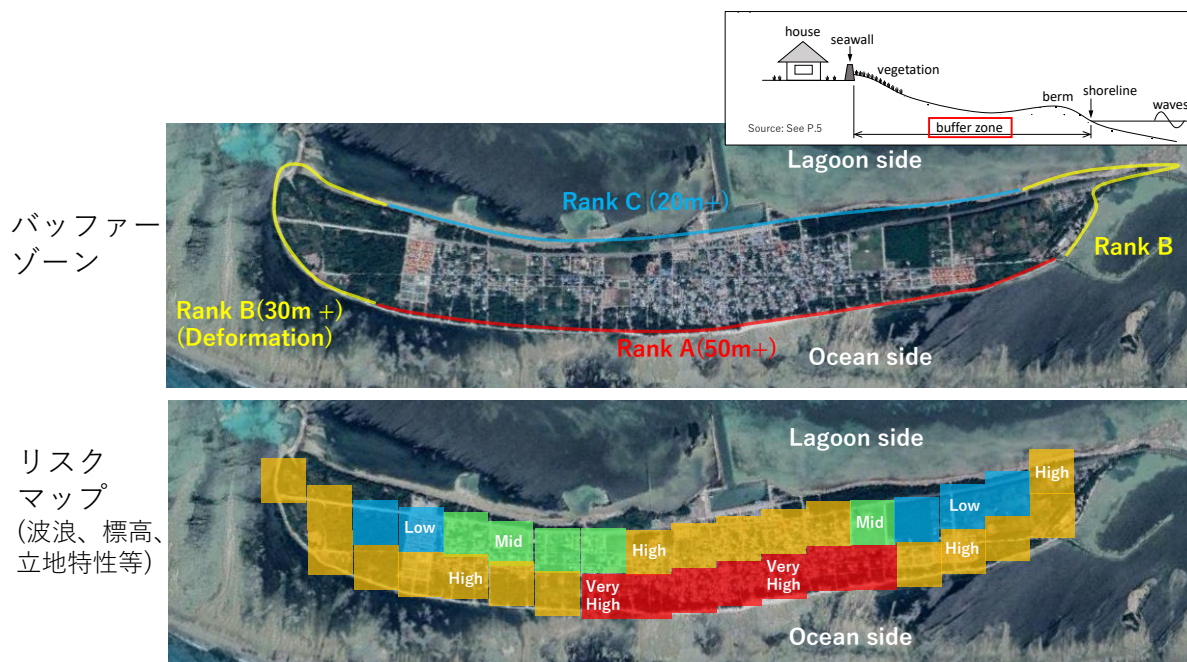 house
seawall
vegetation
berm
shoreline
waves
Source: See P.5
buffer zone
バッファー
ゾーン
Lagoon side
Rank C (20m+)
Rank B
Rank B(30m +)
(Deformation)
Rank A(50m+)
Ocean side
リスク
マップ
(波浪、標高、
立地特性等)
Lagoon side
High
Low
Low
Mid
Mid
High
High
High
Very
High
Very
High
Ocean side